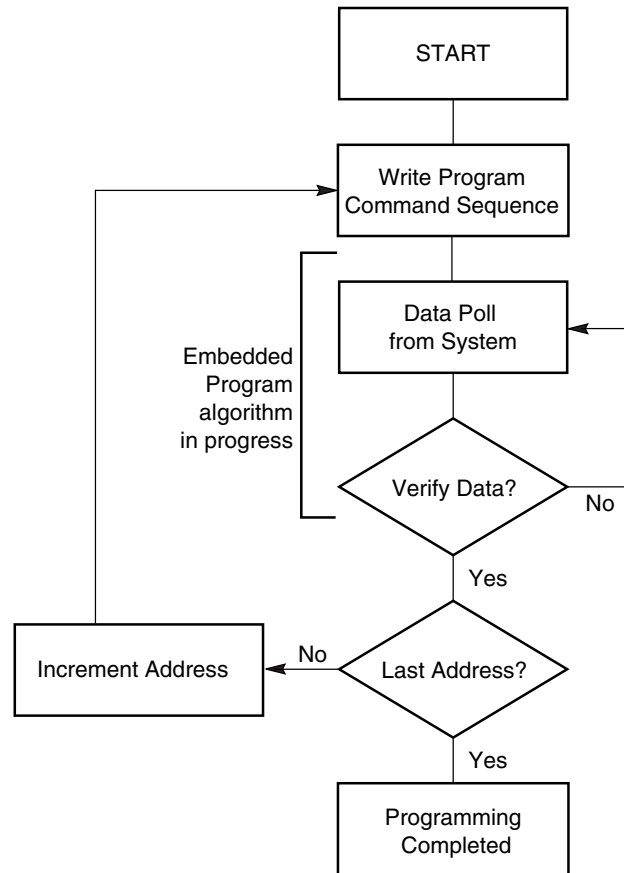 START
Write Program
Command Sequence
Data Poll
from System
Embedded
Program
algorithm
in progress
Verify Data?
No
Yes
Increment Address
No
Last Address?
Yes
Programming
Completed